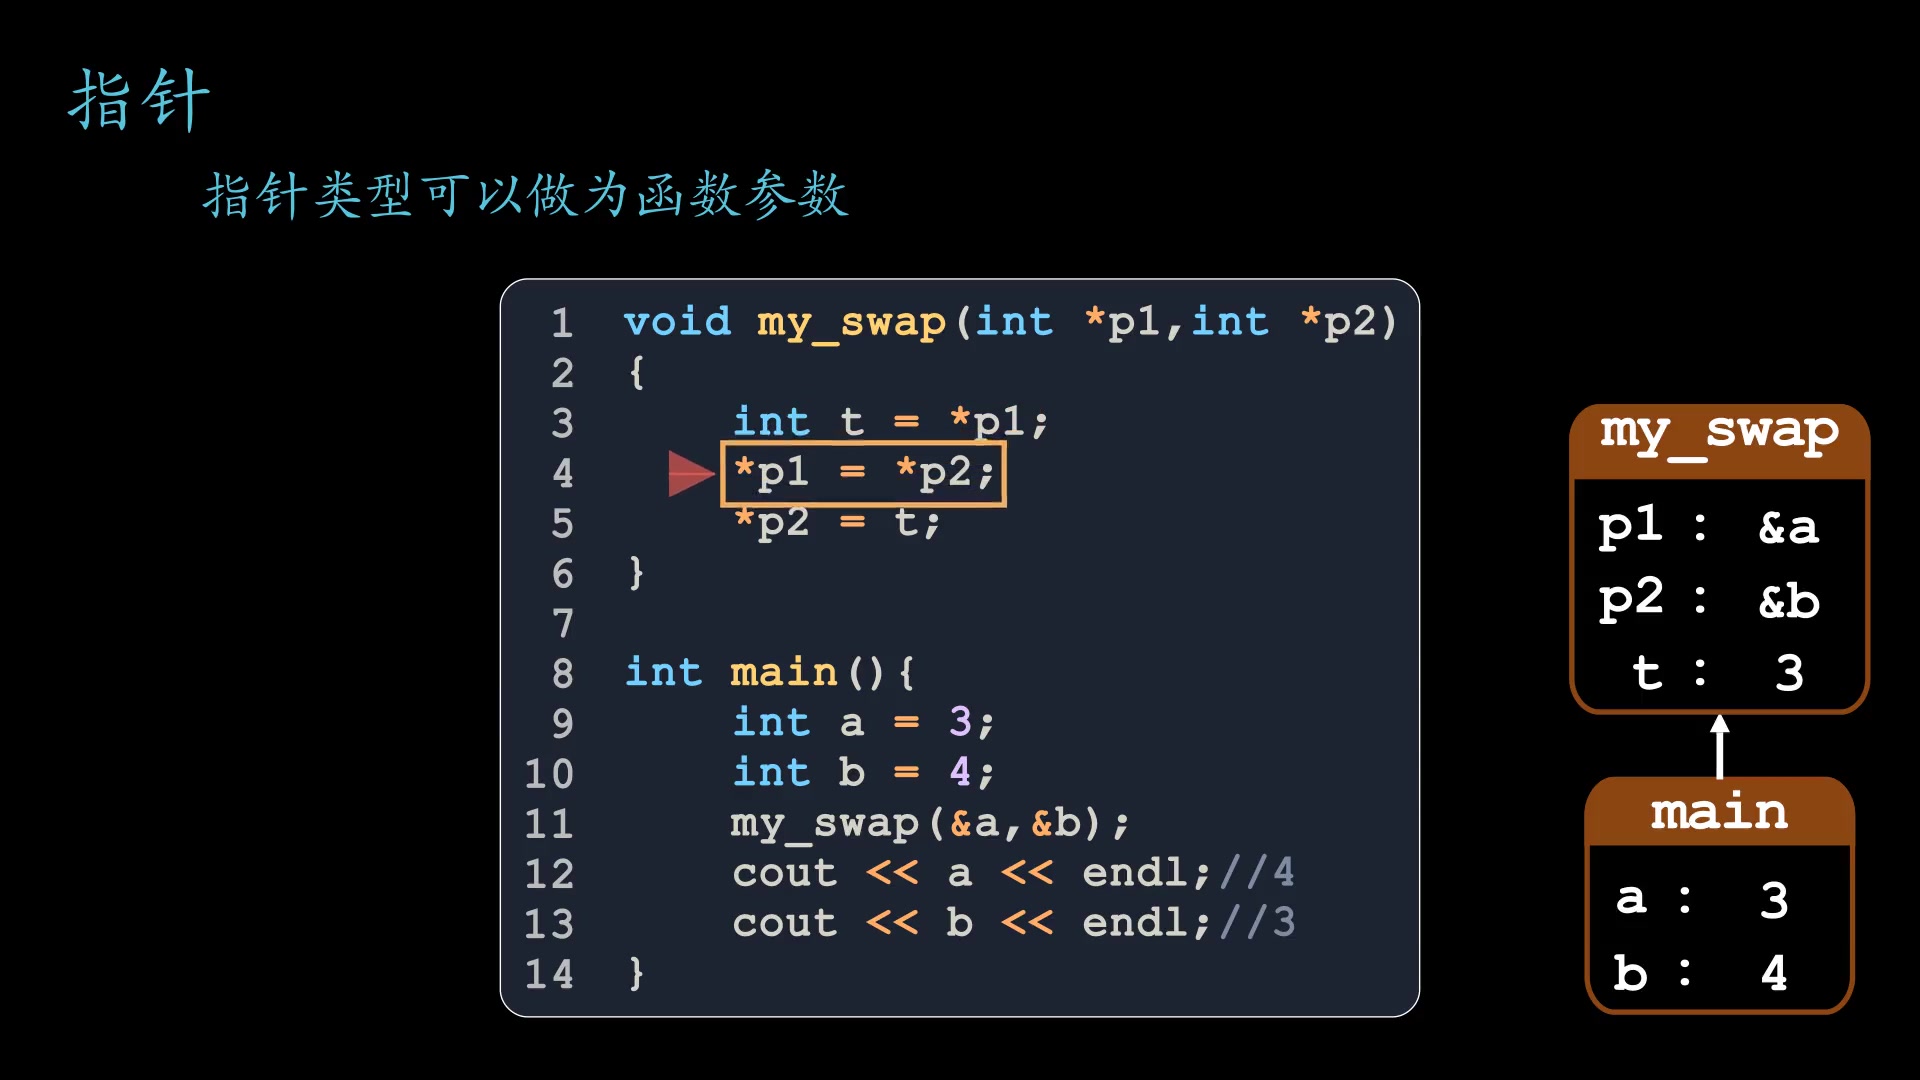 指针
指针类型可以做为函数参数
1 void my_swap(int *p1,int *p2)
2 {
3     int t = *p1;
4     *p1 = *p2;
5     *p2 = t;
6 }
7
8 int main(){
9     int a = 3;
10     int b = 4;
11     my_swap(&a,&b);
12     cout << a << endl;//4
13     cout << b << endl;//3
14 }
my_swap
p1 : &a
p2 : &b
t : 3
main
a : 3
b : 4